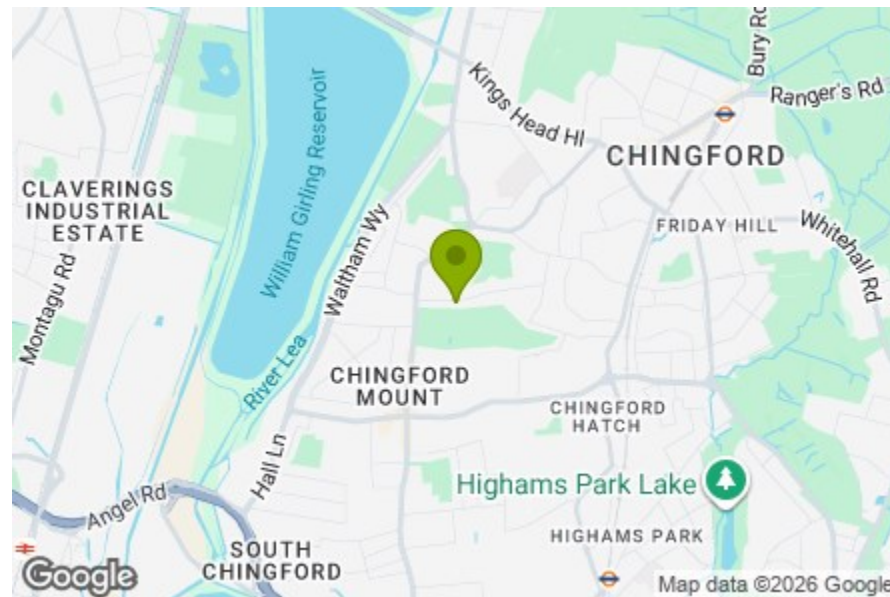 Bury Rd
Ranger's Rd
Kings Head Hl
CHINGFORD
William Girling Reservoir
CLAVERINGS
INDUSTRIAL
ESTATE
Waltham Wy
FRIDAY HILL
Whitehall Rd
Montagu Rd
River Lea
CHINGFORD
MOUNT
CHINGFORD
HATCH
Hall Ln
Angel Rd
Highams Park Lake
HIGHAMS PARK
SOUTH
CHINGFORD
Google
Map data ©2026 Google